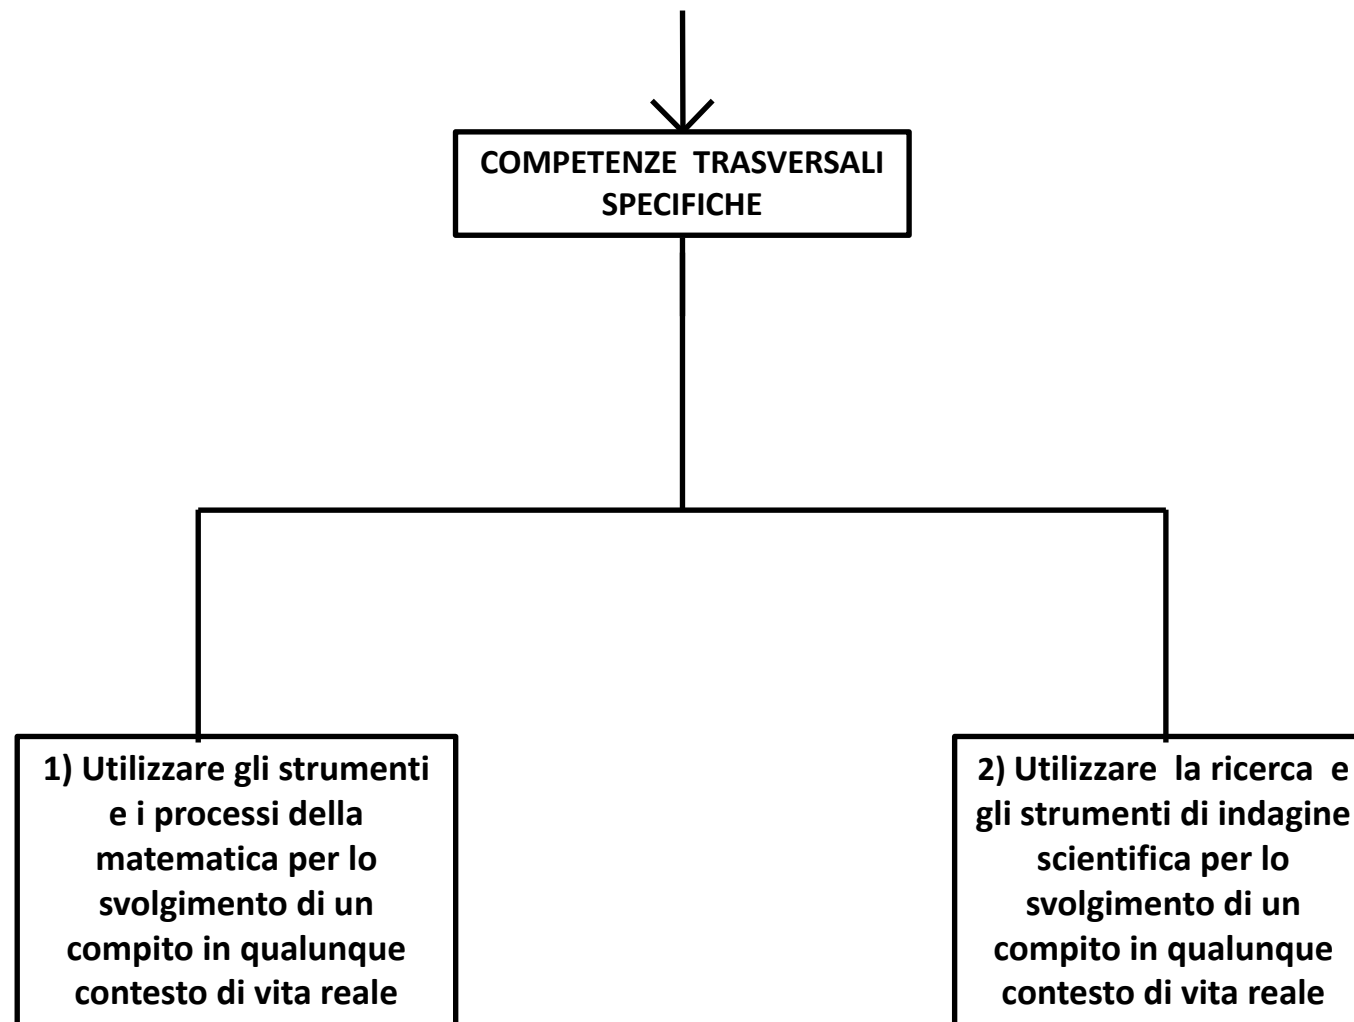 COMPETENZE TRASVERSALI
SPECIFICHE
1) Utilizzare gli strumenti
e i processi della
matematica per lo
svolgimento di un
compito in qualunque
contesto di vita reale
2) Utilizzare la ricerca e
gli strumenti di indagine
scientifica per lo
svolgimento di un
compito in qualunque
contesto di vita reale